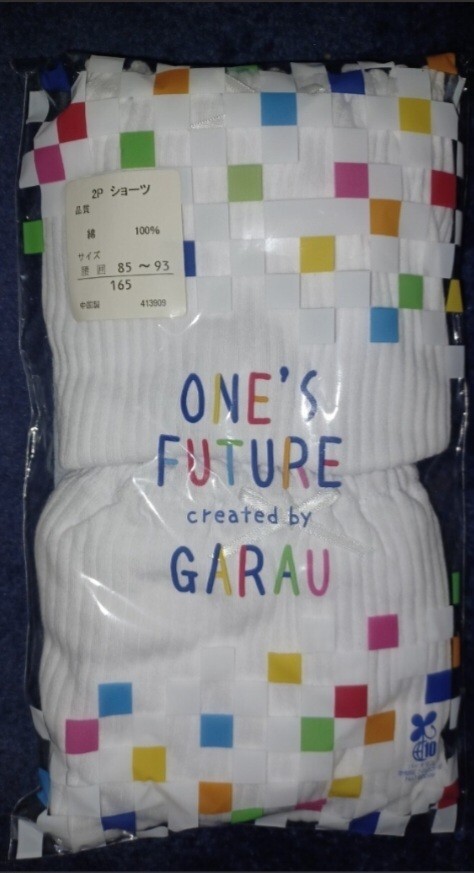 2P ショーツ
品質
綿 100%
サイズ
腰囲 85 〜 93
165
中国製 413909
ONE'S
FUTURE
created by
GARAU
10